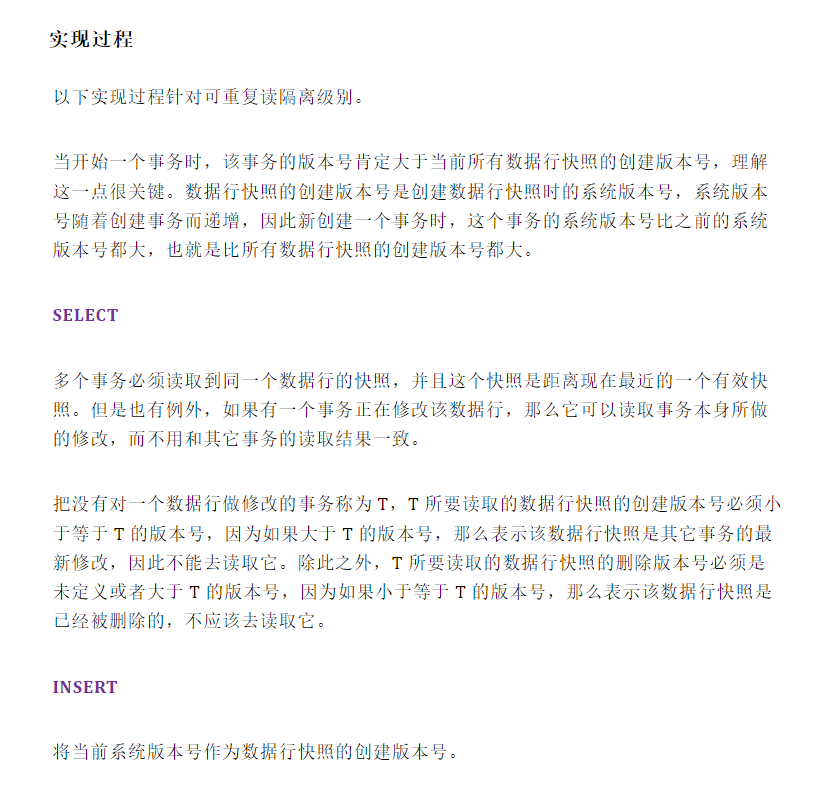 实现过程
以下实现过程针对可重复读隔离级别。
当开始一个事务时，该事务的版本号肯定大于当前所有数据行快照的创建版本号，理解
这一点很关键。数据行快照的创建版本号是创建数据行快照时的系统版本号，系统版本
号随着创建事务而递增，因此新创建一个事务时，这个事务的系统版本号比之前的系统
版本号都大，也就是比所有数据行快照的创建版本号都大。
SELECT
多个事务必须读取到同一个数据行的快照，并且这个快照是距离现在最近的一个有效快
照。但是也有例外，如果有一个事务正在修改该数据行，那么它可以读取事务本身所做
的修改，而不用和其它事务的读取结果一致。
把没有对一个数据行做修改的事务称为 T，T 所要读取的数据行快照的创建版本号必须小
于等于 T 的版本号，因为如果大于 T 的版本号，那么表示该数据行快照是其它事务的最
新修改，因此不能去读取它。除此之外，T 所要读取的数据行快照的删除版本号必须是
未定义或者大于 T 的版本号，因为如果小于等于 T 的版本号，那么表示该数据行快照是
已经被删除的，不应该去读取它。
INSERT
将当前系统版本号作为数据行快照的创建版本号。